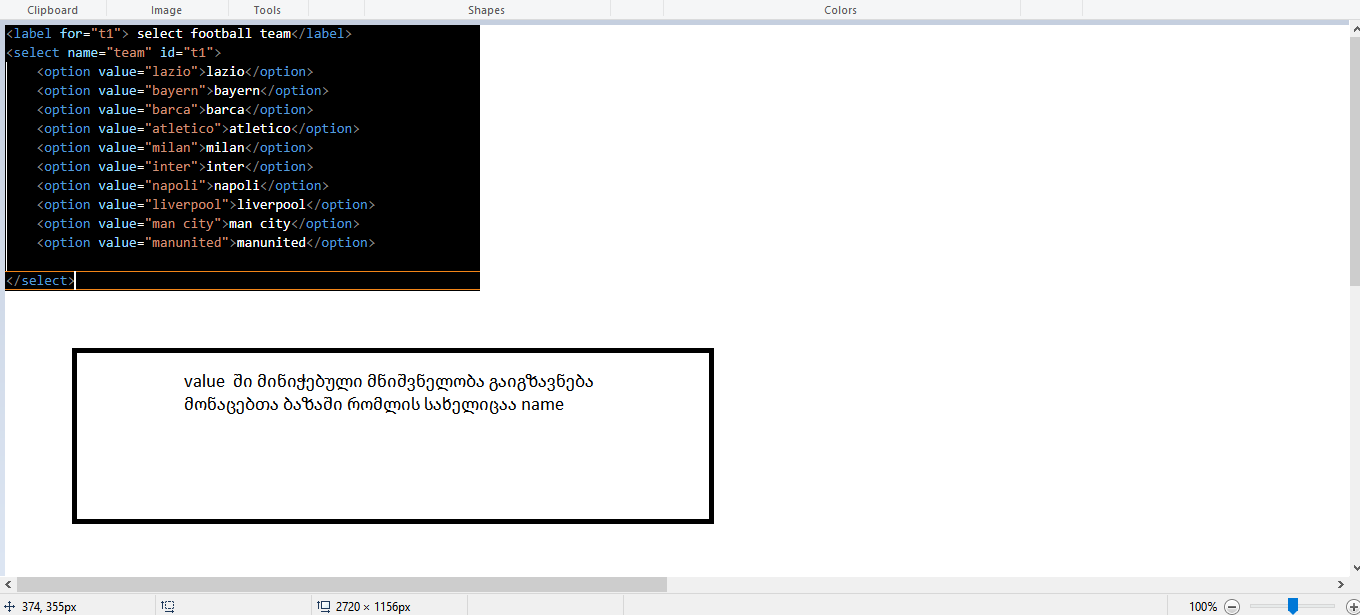 Clipboard Image Tools Shapes Colors
<label for="t1"> select football team</label>
<select name="team" id="t1">
<option value="lazio">lazio</option>
<option value="bayern">bayern</option>
<option value="barca">barca</option>
<option value="atletico">atletico</option>
<option value="milan">milan</option>
<option value="inter">inter</option>
<option value="napoli">napoli</option>
<option value="liverpool">liverpool</option>
<option value="man city">man city</option>
<option value="manunited">manunited</option>
</select>
value ში მინიჭებული მნიშვნელობა გაიგზავნება
მონაცებთა ბაზაში რომლის სახელიცაა name
374, 355px 2720 × 1156px 100%